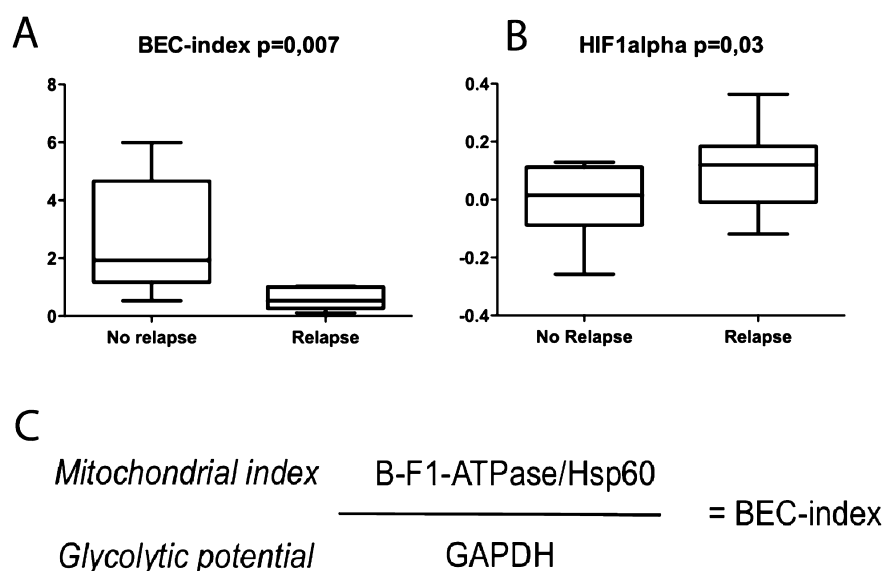 A
BEC-index p=0,007
8
6
4
2
0
No relapse
Relapse
B
HIF1alpha p=0,03
0.4
0.2
0.0
-0.2
-0.4
No Relapse
Relapse
C
Mitochondrial index
B-F1-ATPase/Hsp60
= BEC-index
Glycolytic potential
GAPDH